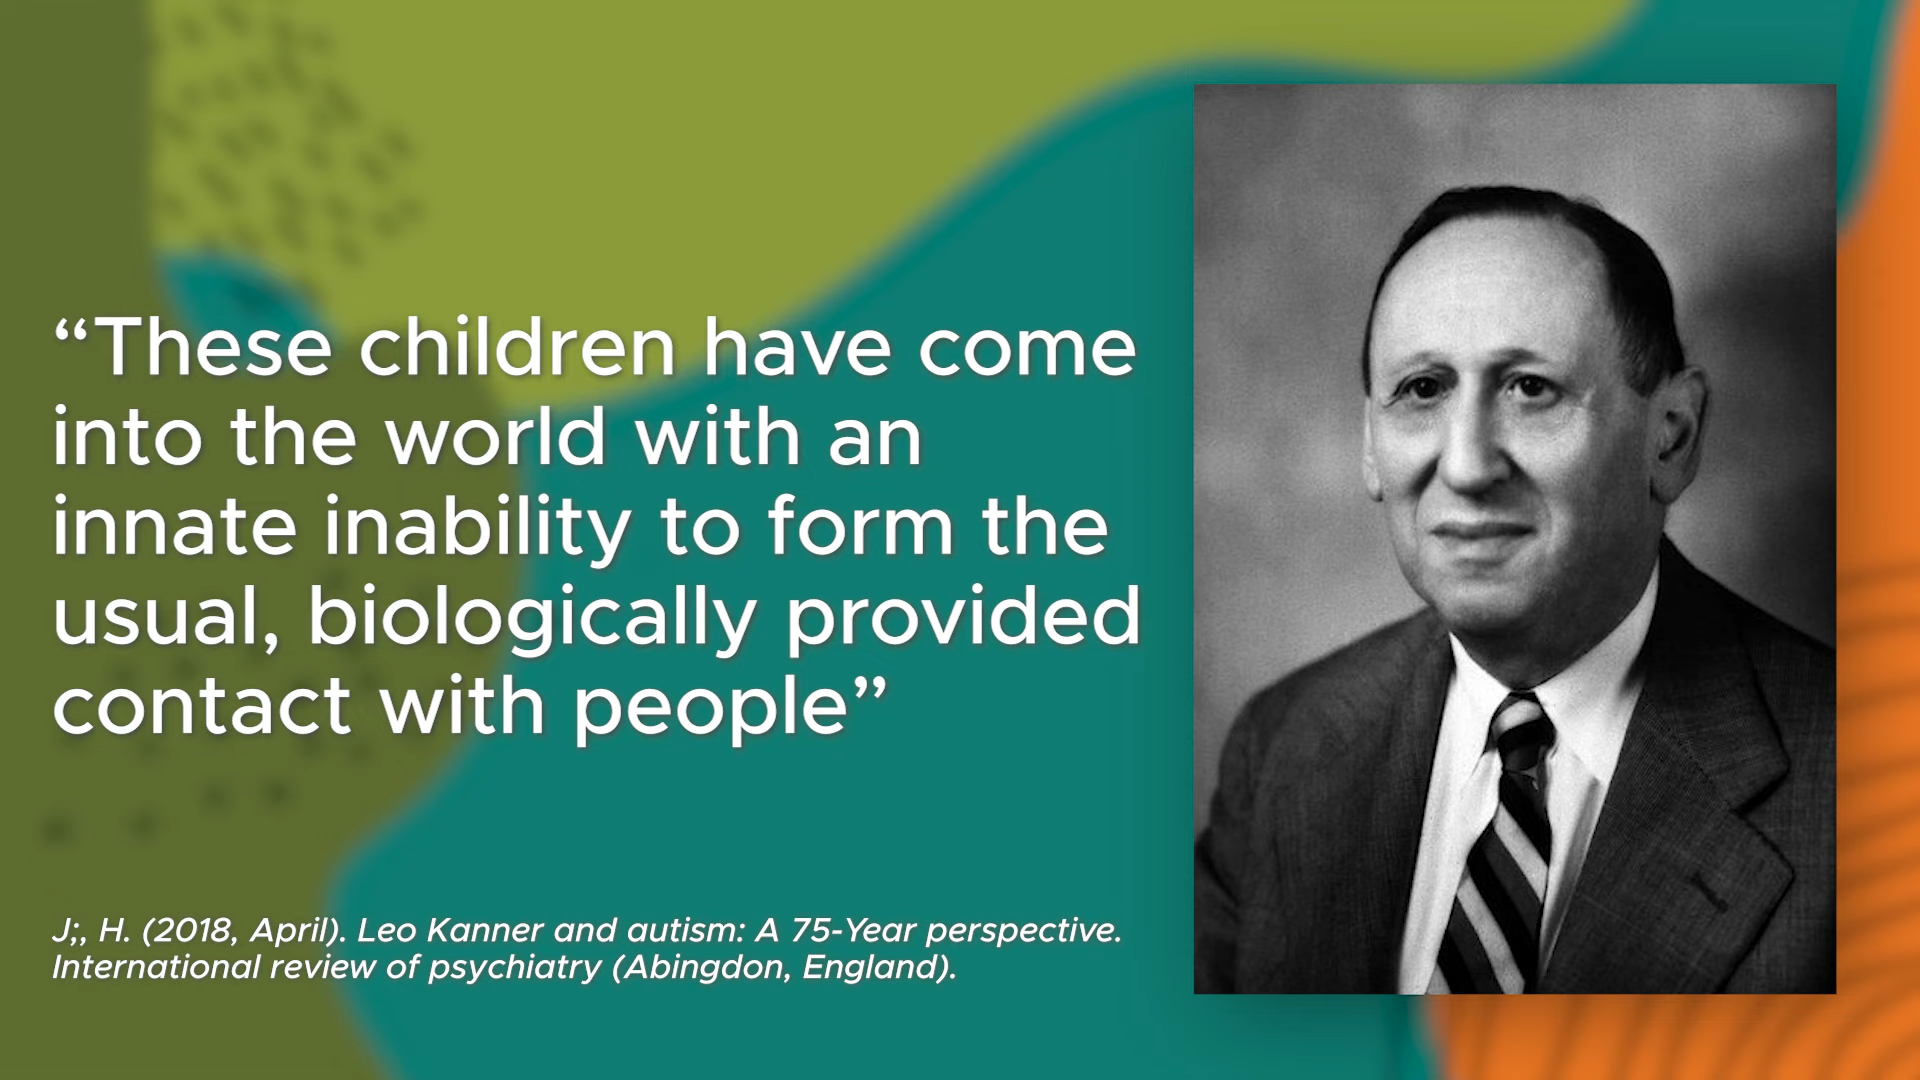 “These children have come
into the world with an
innate inability to form the
usual, biologically provided
contact with people”
J;, H. (2018, April). Leo Kanner and autism: A 75-Year perspective.
International review of psychiatry (Abingdon, England).